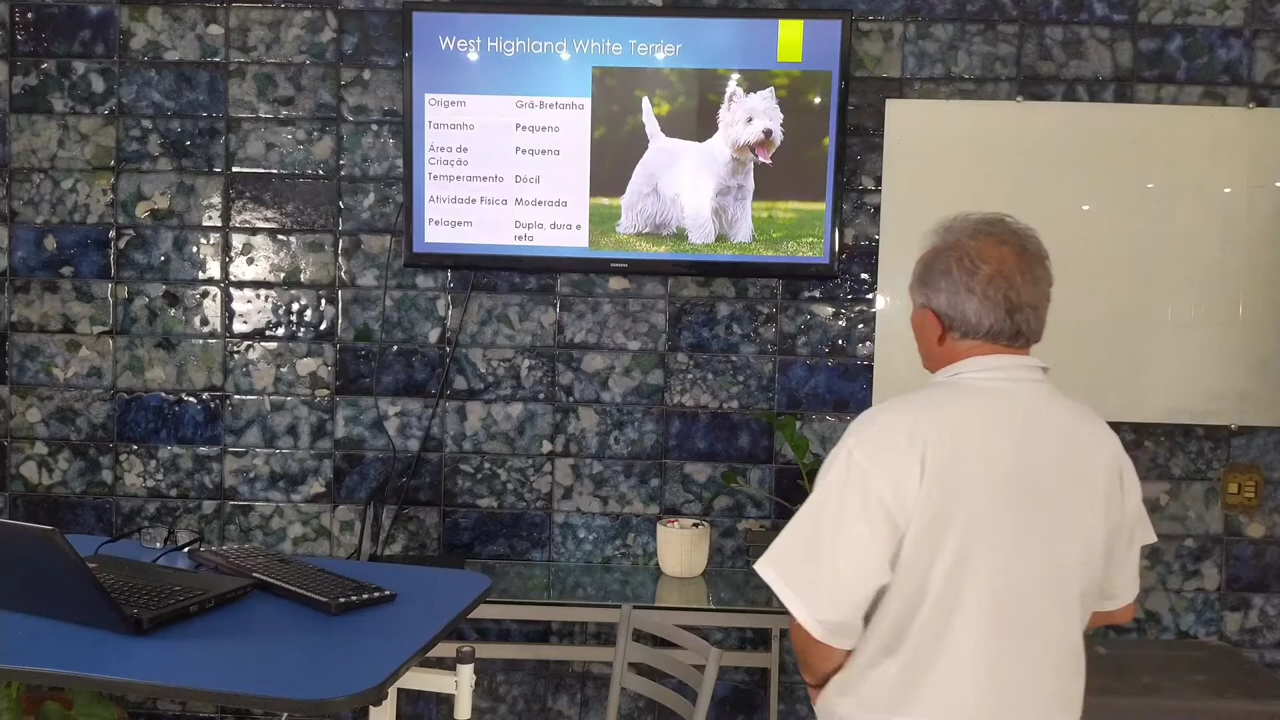 West Highland White Terrier
Origem Grã-Bretanha
Tamanho Pequeno
Área de Criação Pequena
Temperamento Dócil
Atividade Física Moderada
Pelagem Dupla, dura e reta
SAMSUNG